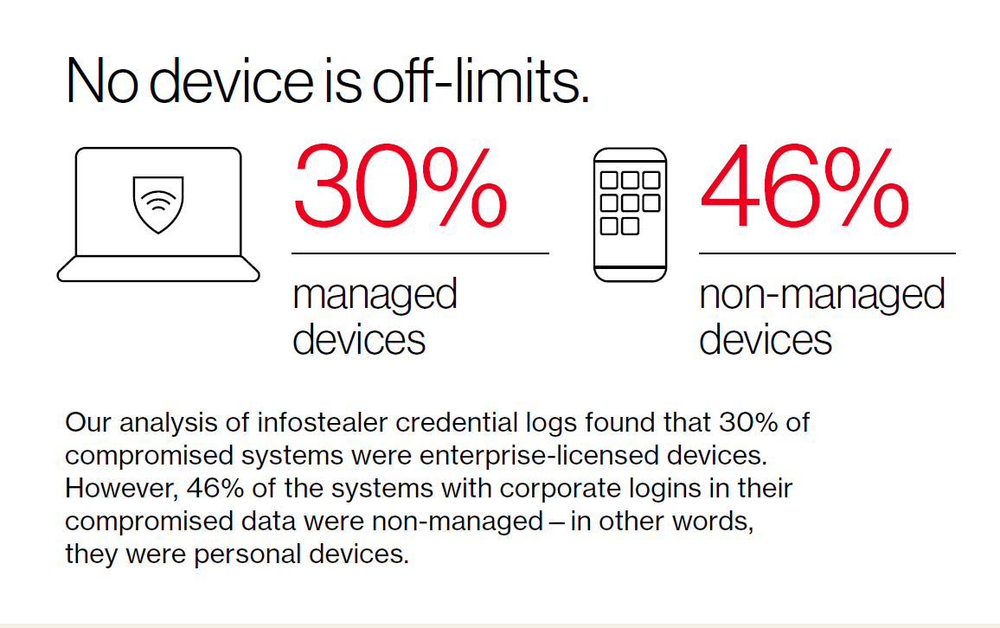 No device is off-limits.
30%
managed
devices
46%
non-managed
devices
Our analysis of infostealer credential logs found that 30% of
compromised systems were enterprise-licensed devices.
However, 46% of the systems with corporate logins in their
compromised data were non-managed – in other words,
they were personal devices.